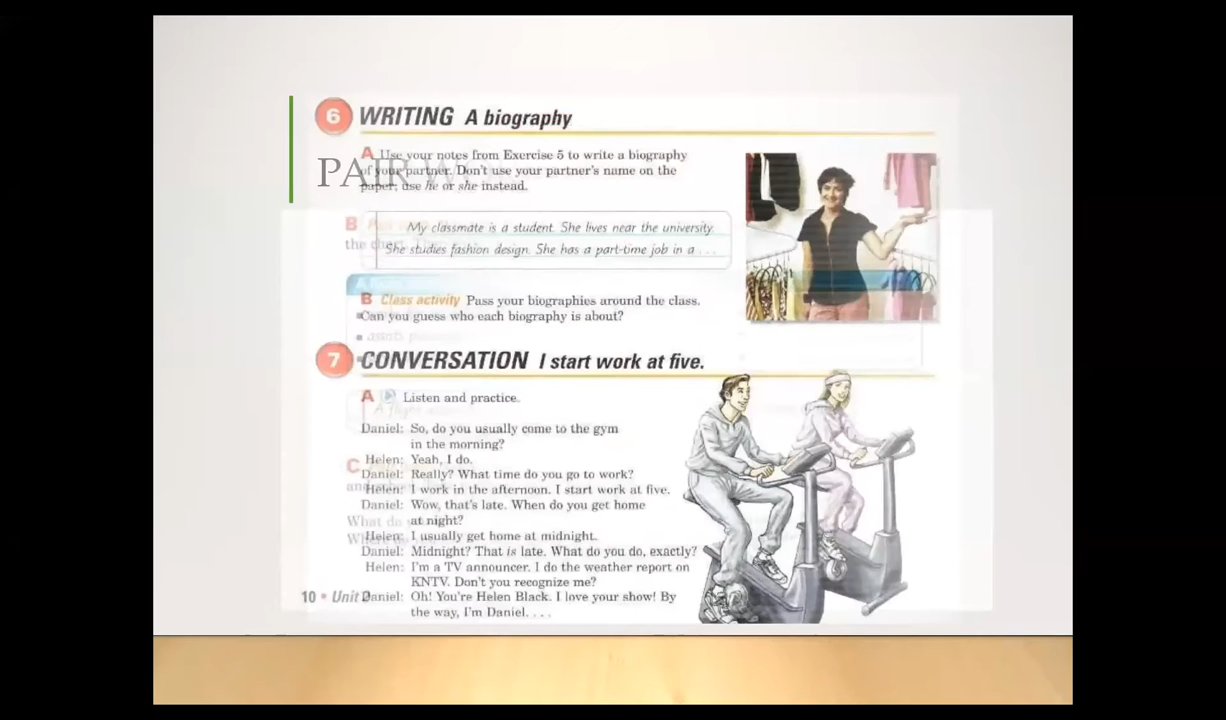 6 WRITING A biography
A Use your notes from Exercise 5 to write a biography
of your partner. Don't use your partner's name on the
paper; use he or she instead.
PAIR
My classmate is a student. She lives near the university.
She studies fashion design. She has a part-time job in a . . .
B Class activity Pass your biographies around the class.
Can you guess who each biography is about?
7 CONVERSATION I start work at five.
A Listen and practice.
Daniel: So, do you usually come to the gym
in the morning?
Helen: Yeah, I do.
Daniel: Really? What time do you go to work?
Helen: I work in the afternoon. I start work at five.
Daniel: Wow, that's late. When do you get home
at night?
Helen: I usually get home at midnight.
Daniel: Midnight? That is late. What do you do, exactly?
Helen: I'm a TV announcer. I do the weather report on
KNTV. Don't you recognize me?
Daniel: Oh! You're Helen Black. I love your show! By
the way, I'm Daniel. . . .
10 • Unit 2